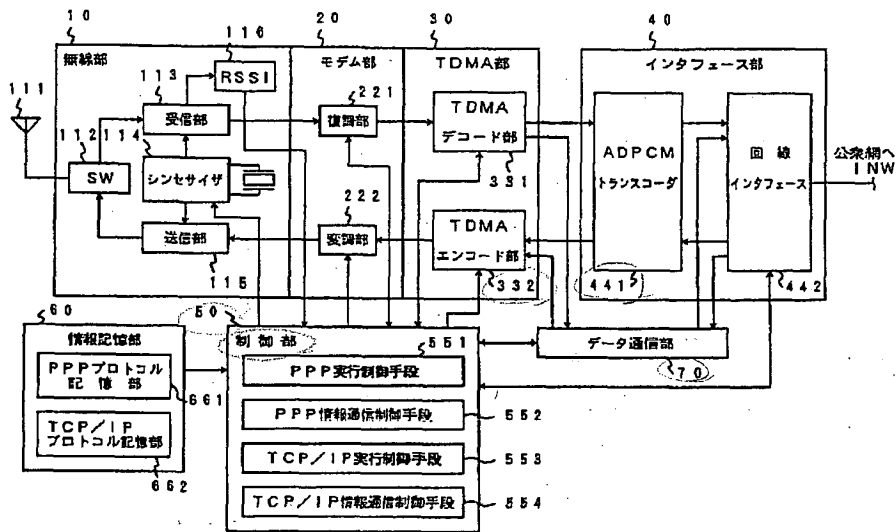 10
116
20
30
40
無線部
RSSI
モデム部
TDMA部
インタフェース部
111
113
受信部
221
復調部
TDMA
デコード部
331
ADPCM
トランスコーダ
回線
インタフェース
公衆網へ
INW
112
114
SW
シンセサイザ
222
送信部
変調部
TDMA
エンコード部
115
332
441
442
60
50
情報記憶部
制御部
551
データ通信部
70
PPPプロトコル
記憶部
661
PPP実行制御手段
PPP情報通信制御手段
552
TCP/IP
プロトコル記憶部
662
TCP/IP実行制御手段
553
TCP/IP情報通信制御手段
554